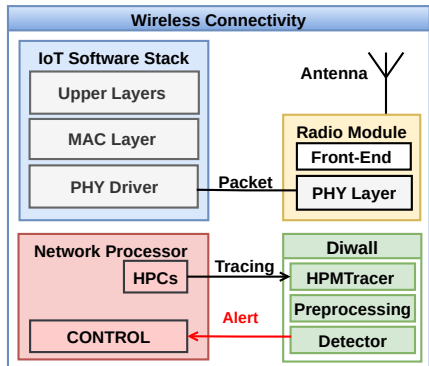 Wireless Connectivity
IoT Software Stack
Upper Layers
MAC Layer
PHY Driver
Packet
Antenna
Radio Module
Front-End
PHY Layer
Network Processor
HPCs
Tracing
CONTROL
Alert
Diwall
HPMTracer
Preprocessing
Detector